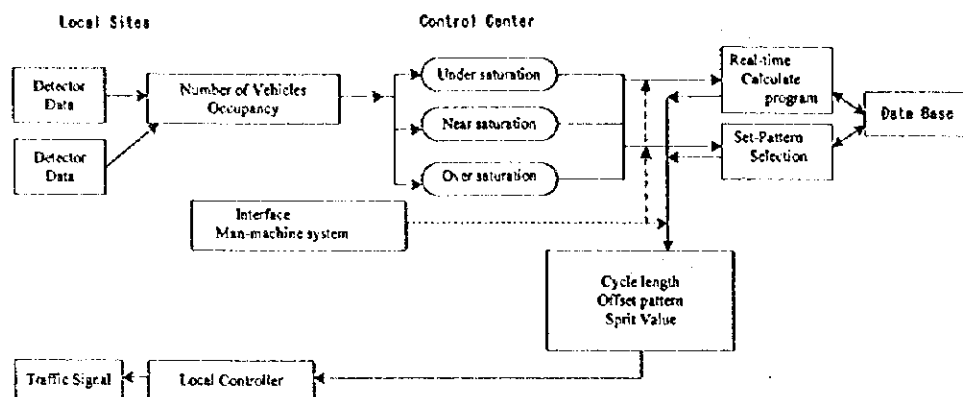 Local Sites
Control Center
Detector
Data
Detector
Data
Number of Vehicles
Occupancy
Under saturation
Near saturation
Over saturation
Real-time
Calculate
program
Set-Pattern
Selection
Data Base
Interface
Man-machine system
Cycle length
Offset pattern
Sprit Value
Traffic Signal
Local Controller